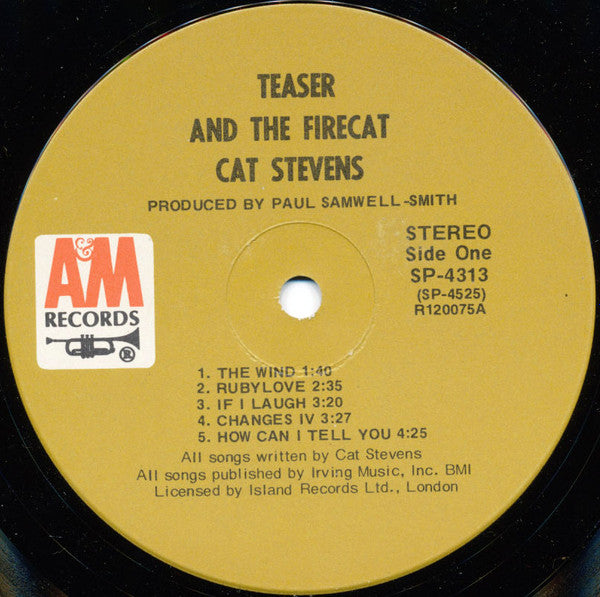 TEASER
AND THE FIRECAT
CAT STEVENS
PRODUCED BY PAUL SAMWELL-SMITH
STEREO
Side One
SP-4313
(SP-4525)
R120075A
A&M
RECORDS
®
1. THE WIND 1:40
2. RUBYLOVE 2:35
3. IF I LAUGH 3:20
4. CHANGES IV 3:27
5. HOW CAN I TELL YOU 4:25
All songs written by Cat Stevens
All songs published by Irving Music, Inc. BMI
Licensed by Island Records Ltd., London